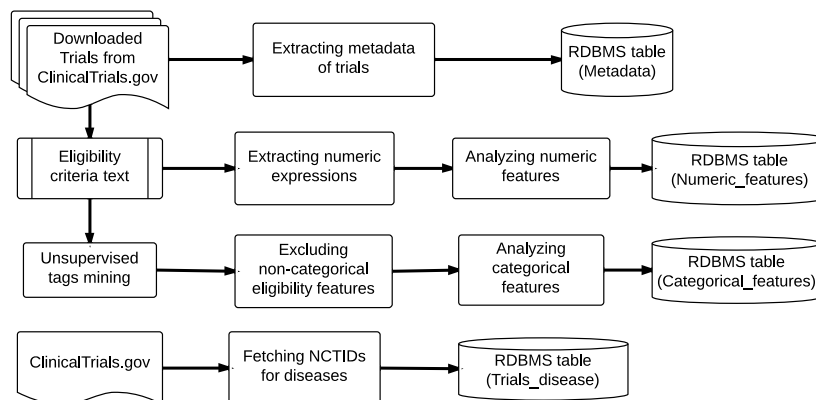 Downloaded
Trials from
ClinicalTrials.gov
Extracting metadata
of trials
RDBMS table
(Metadata)
Eligibility
criteria text
Extracting numeric
expressions
Analyzing numeric
features
RDBMS table
(Numeric_features)
Unsupervised
tags mining
Excluding
non-categorical
eligibility features
Analyzing
categorical
features
RDBMS table
(Categorical_features)
ClinicalTrials.gov
Fetching NCTIDs
for diseases
RDBMS table
(Trials_disease)